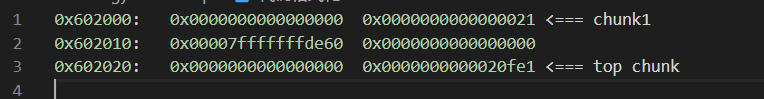 1 0x602000: 0x0000000000000000 0x0000000000000021 <=== chunk1
2 0x602010: 0x00007fffffffde60 0x0000000000000000
3 0x602020: 0x0000000000000000 0x0000000000020fe1 <=== top chunk
4